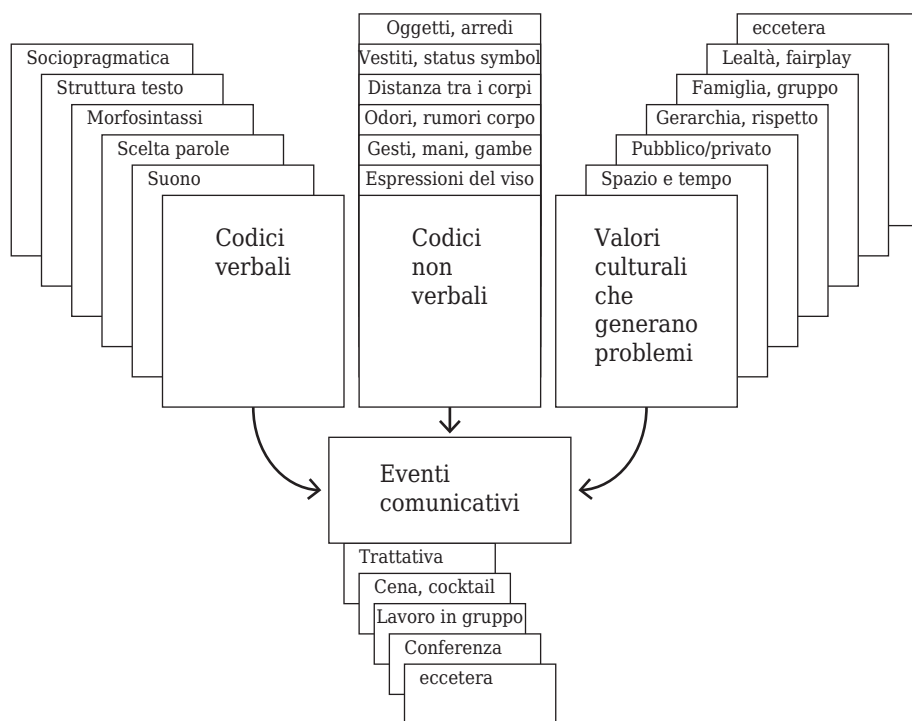 Sociopragmatica
Struttura testo
Morfosintassi
Scelta parole
Suono
Codici
verbali
Oggetti, arredi
Vestiti, status symbol
Distanza tra i corpi
Odori, rumori corpo
Gesti, mani, gambe
Espressioni del viso
Codici
non
verbali
eccetera
Lealtà, fairplay
Famiglia, gruppo
Gerarchia, rispetto
Pubblico/privato
Spazio e tempo
Valori
culturali
che
generano
problemi
Eventi
comunicativi
Trattativa
Cena, cocktail
Lavoro in gruppo
Conferenza
eccetera